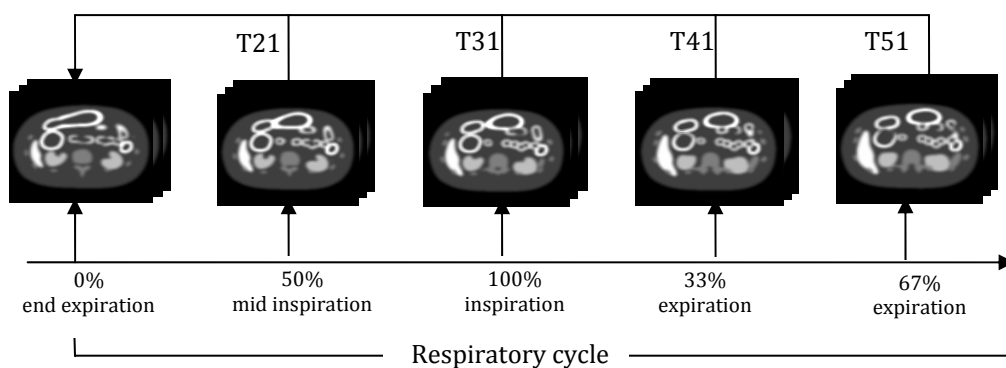 T21 T31 T41 T51
0% 50% 100% 33% 67%
end expiration mid inspiration inspiration expiration expiration
Respiratory cycle